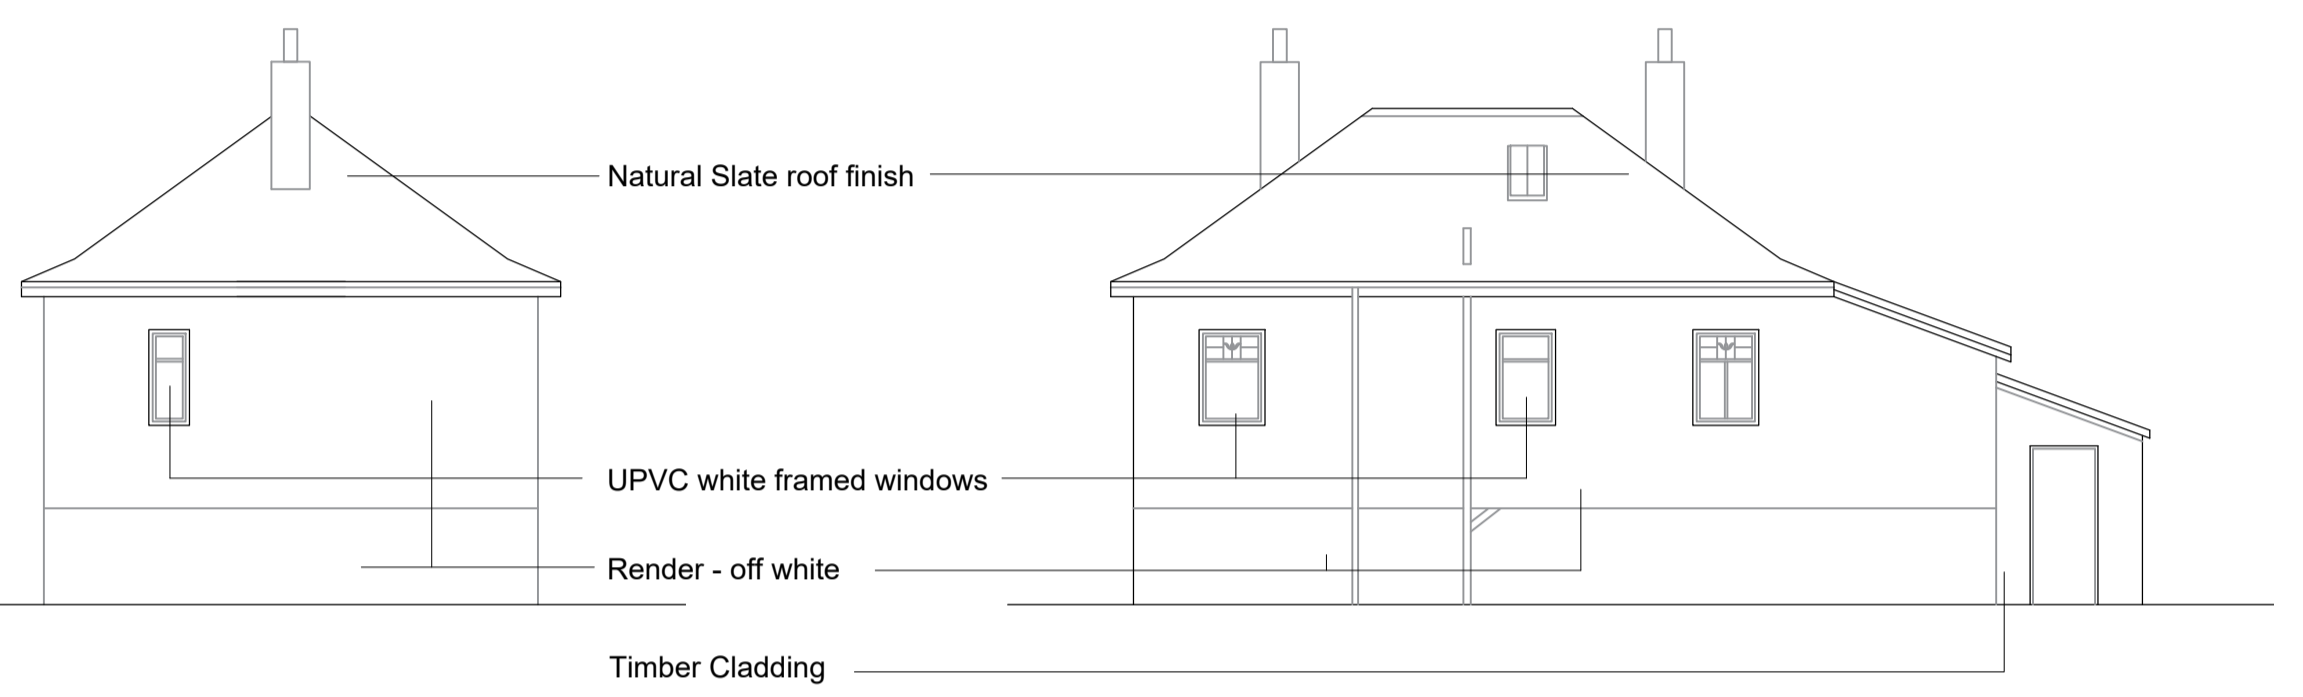 Natural Slate roof finish
UPVC white framed windows
Render - off white
Timber Cladding